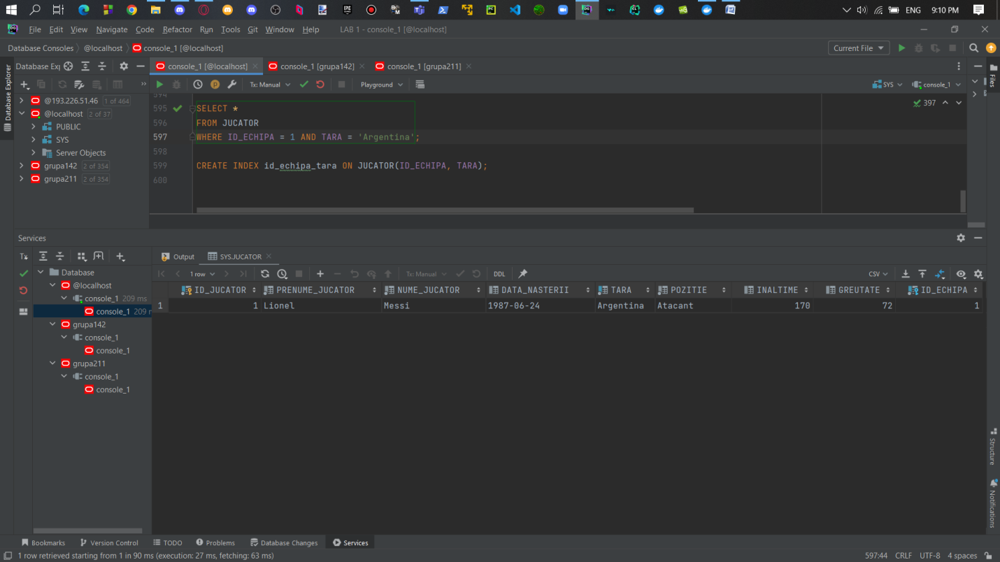 ENG 9:10 PM
File Edit View Navigate Code Refactor Run Tools Git Window Help LAB 1 - console_1 [@localhost]
Database Consoles @localhost console_1 [@localhost] Current File
Database Exp console_1 [@localhost] console_1 [grupa142] console_1 [grupa211]
Tx: Manual Playground SYS console_1
Database Explorer
Files
@193.226.51.46 1 of 464
@localhost 2 of 37
PUBLIC
SYS
Server Objects
grupa142 2 of 354
grupa211 2 of 354
594
595 SELECT *
596 FROM JUCATOR
597 WHERE ID_ECHIPA = 1 AND TARA = 'Argentina';
598
599 CREATE INDEX id_echipa_tara ON JUCATOR(ID_ECHIPA, TARA);
600
397
Services
Tx
Database
@localhost
console_1 209 ms
console_1 209 m
grupa142
console_1
console_1
grupa211
console_1
console_1
Output SYS.JUCATOR
1 row Tx: Manual DDL CSV
ID_JUCATOR PRENUME_JUCATOR NUME_JUCATOR DATA_NASTERII TARA POZITIE INALTIME GREUTATE ID_ECHIPA
1 1 Lionel Messi 1987-06-24 Argentina Atacant 170 72 1
Structure
Notifications
Bookmarks Version Control TODO Problems Database Changes Services
1 row retrieved starting from 1 in 90 ms (execution: 27 ms, fetching: 63 ms) 597:44 CRLF UTF-8 4 spaces